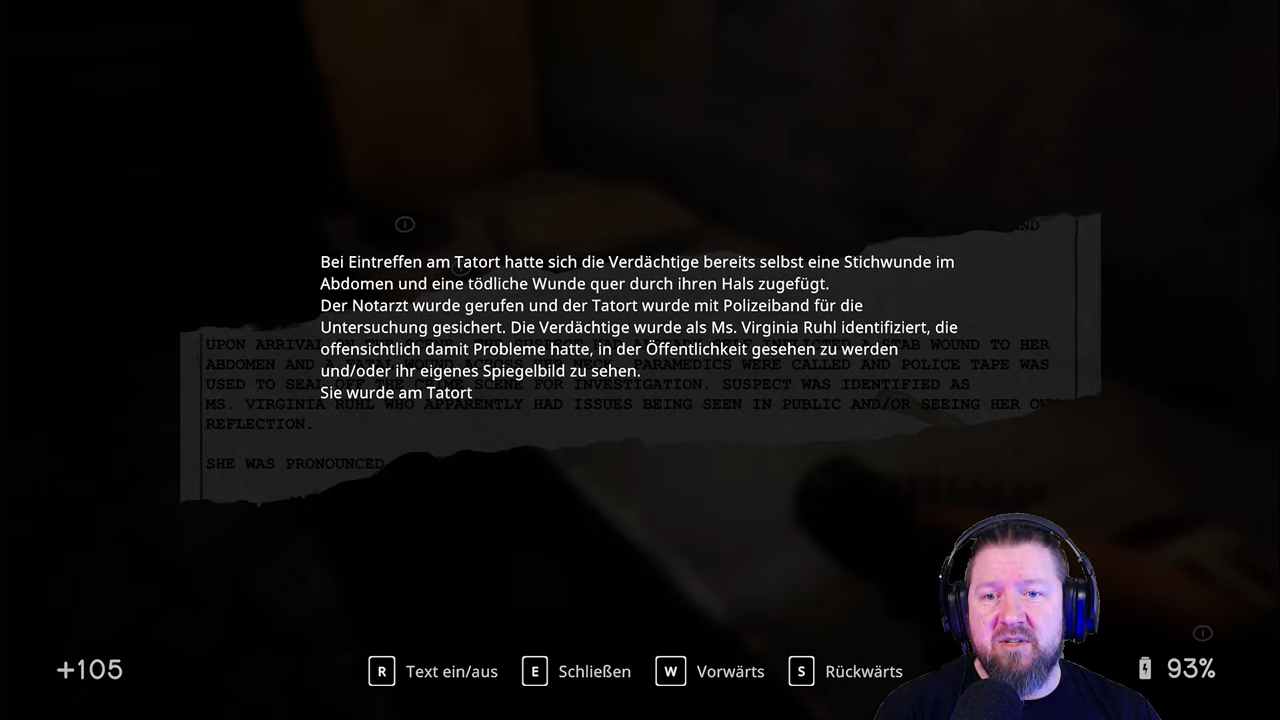 ND
Bei Eintreffen am Tatort hatte sich die Verdächtige bereits selbst eine Stichwunde im
Abdomen und eine tödliche Wunde quer durch ihren Hals zugefügt.
Der Notarzt wurde gerufen und der Tatort wurde mit Polizeiband für die
Untersuchung gesichert. Die Verdächtige wurde als Ms. Virginia Ruhl identifiziert, die
offensichtlich damit Probleme hatte, in der Öffentlichkeit gesehen zu werden
und/oder ihr eigenes Spiegelbild zu sehen.
Sie wurde am Tatort
UPON ARRIVAL STAB WOUND TO HER
ABDOMEN AND PARAMEDICS WERE CALLED AND POLICE TAPE WAS
USED TO SEAL OFF THE CRIME SCENE FOR INVESTIGATION. SUSPECT WAS IDENTIFIED AS
MS. VIRGINIA RUHL WHO APPARENTLY HAD ISSUES BEING SEEN IN PUBLIC AND/OR SEEING HER
REFLECTION.
SHE WAS PRONOUNCED
+105
R Text ein/aus E Schließen W Vorwärts S Rückwärts
93%